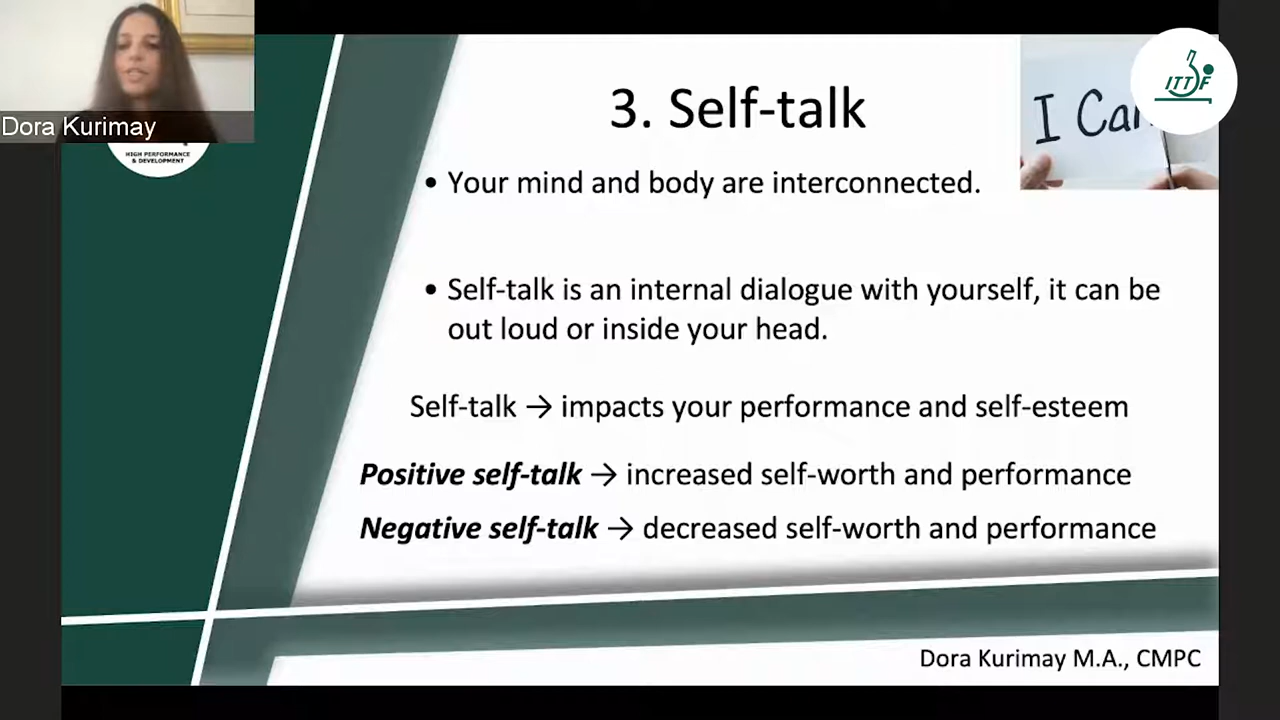 Dora Kurimay
HIGH PERFORMANCE
& DEVELOPMENT
3. Self-talk
I Can
ITTF
• Your mind and body are interconnected.
• Self-talk is an internal dialogue with yourself, it can be
out loud or inside your head.
Self-talk → impacts your performance and self-esteem
Positive self-talk → increased self-worth and performance
Negative self-talk → decreased self-worth and performance
Dora Kurimay M.A., CMPC